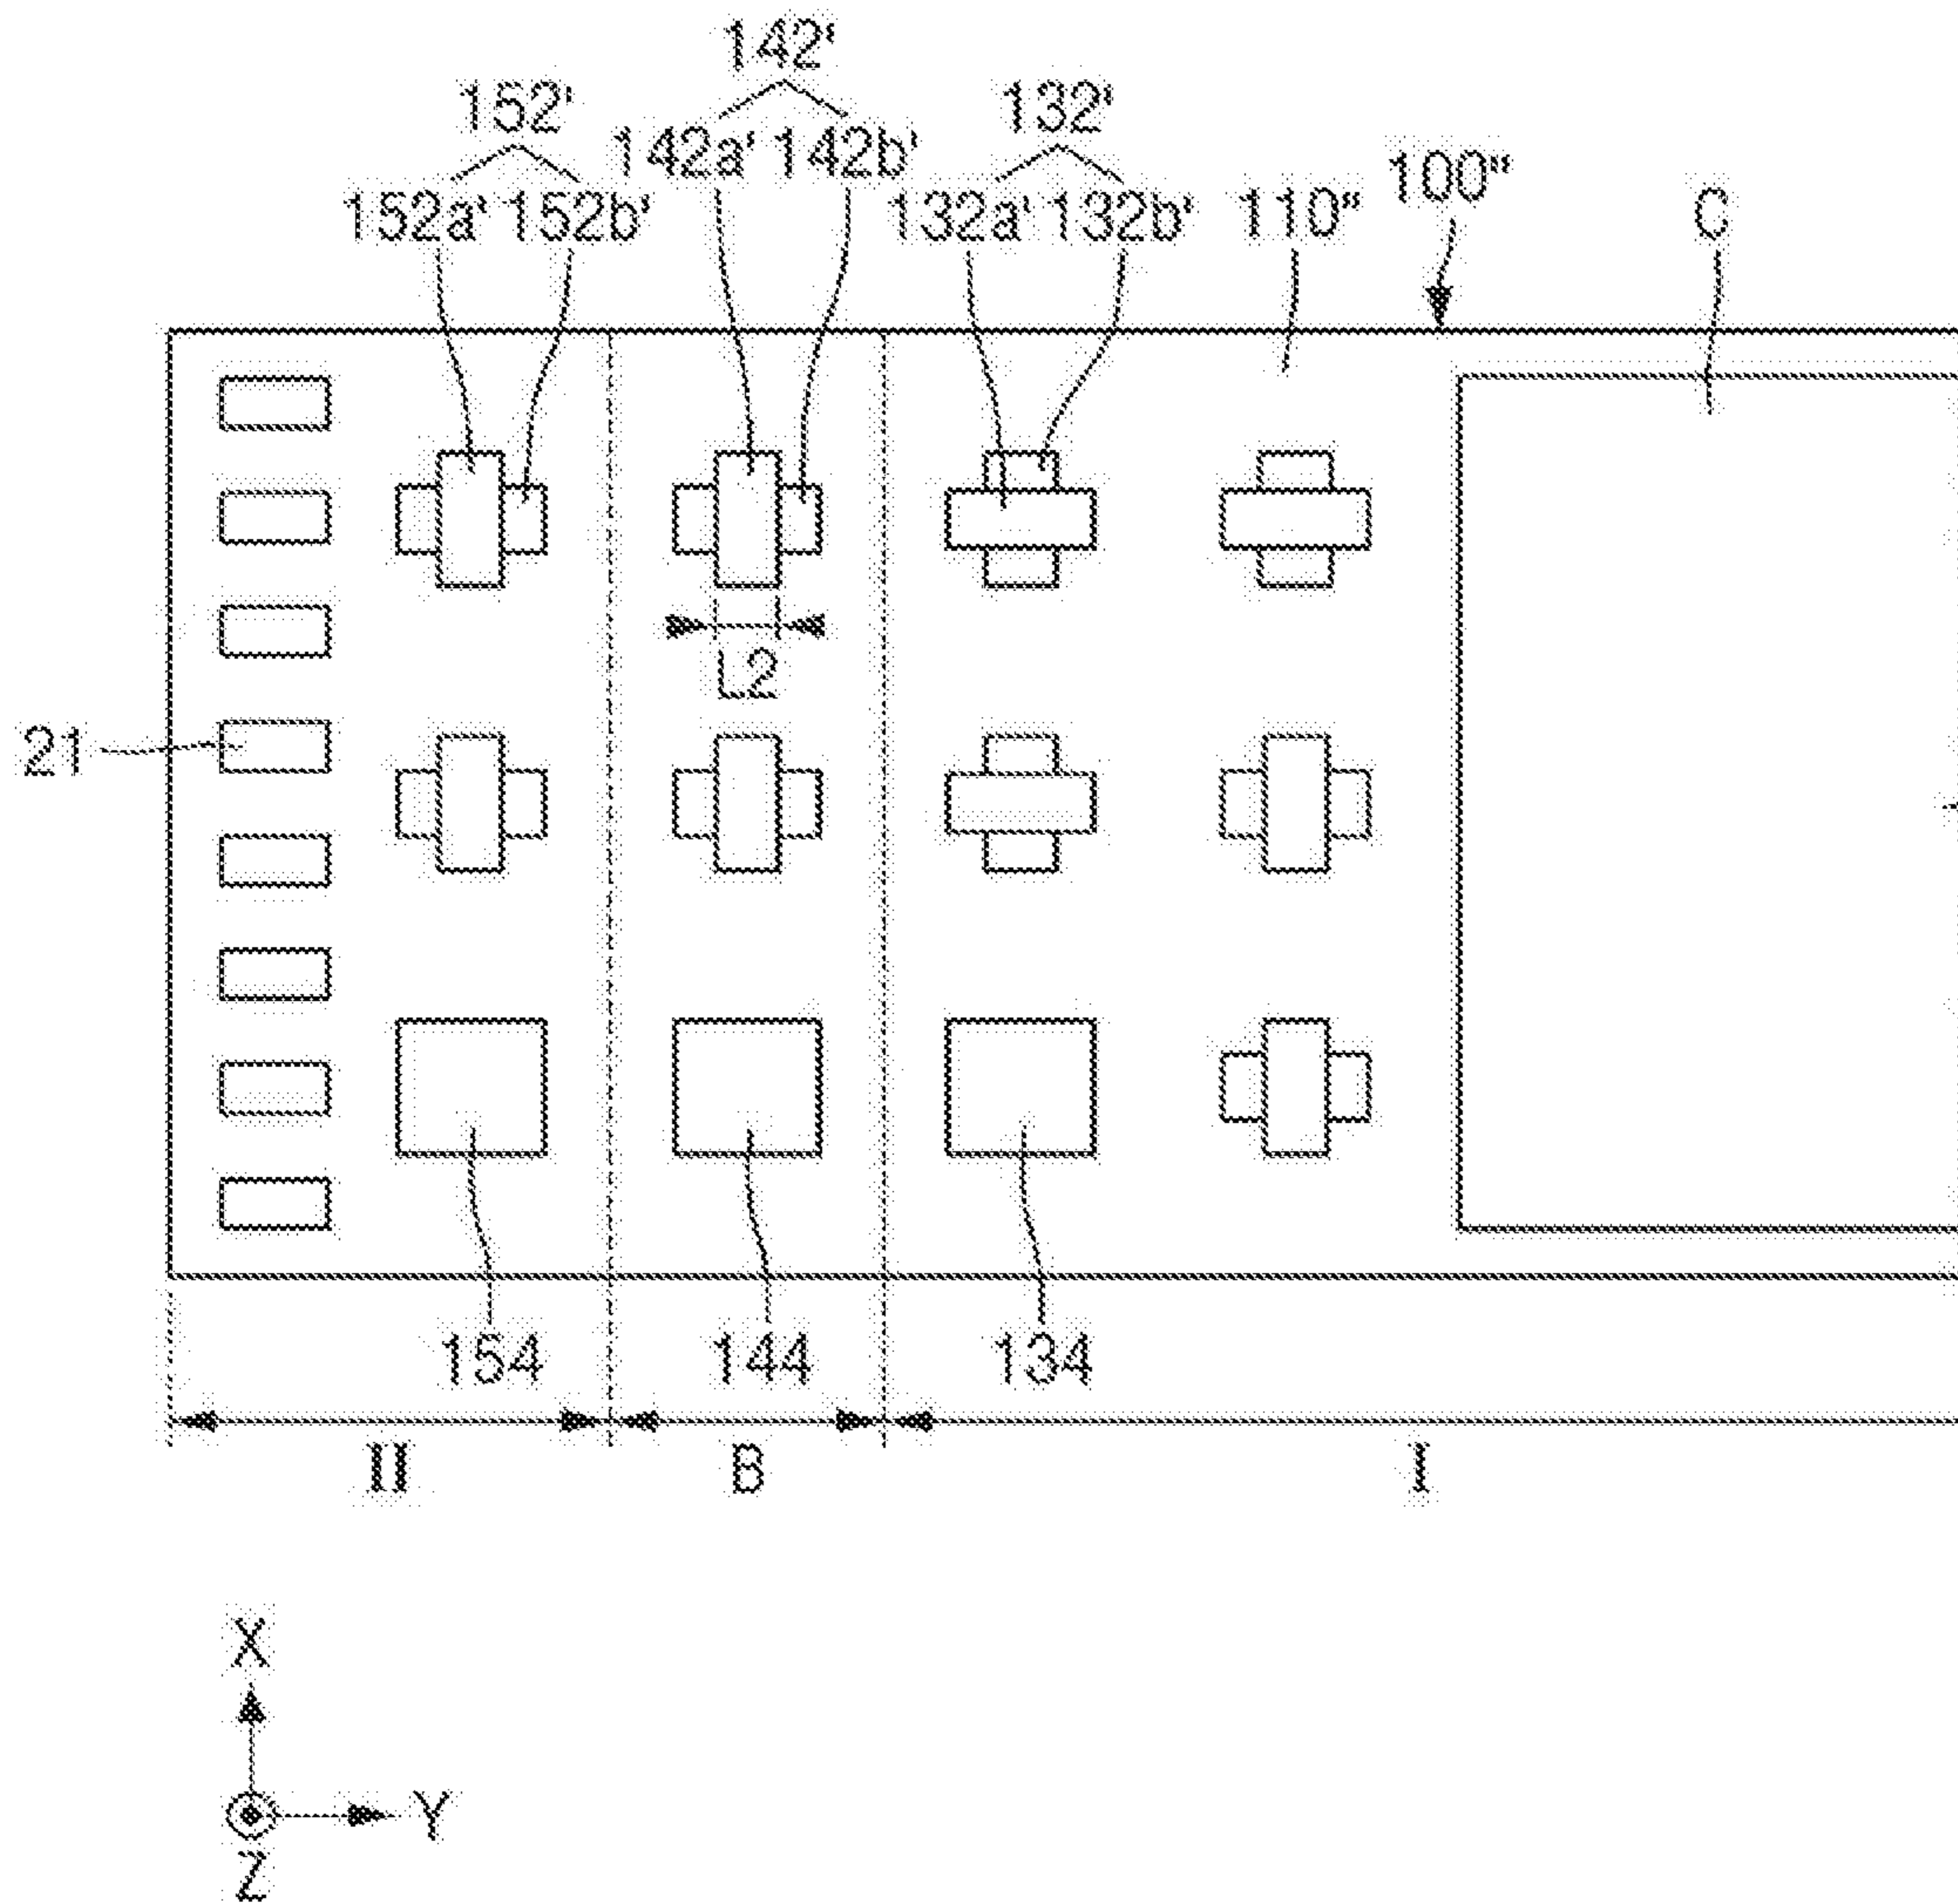 142'
152' 132'
142a' 142b'
100"
152a' 152b' 132a' 132b' 110" C
L2
21
154 144 134
II B I
X
Y
Z